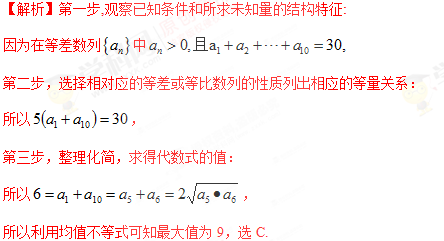 【解析】第一步,观察已知条件和所求未知量的结构特征:
因为在等差数列{aₙ}中 aₙ > 0, 且a₁ + a₂ + ⋯ + a₁₀ = 30,
第二步，选择相对应的等差或等比数列的性质列出相应的等量关系：
所以 5(a₁ + a₁₀) = 30，
第三步，整理化简，求得代数式的值：
所以 6 = a₁ + a₁₀ = a₅ + a₆ = 2√(a₅ • a₆)，
所以利用均值不等式可知最大值为 9，选 C.